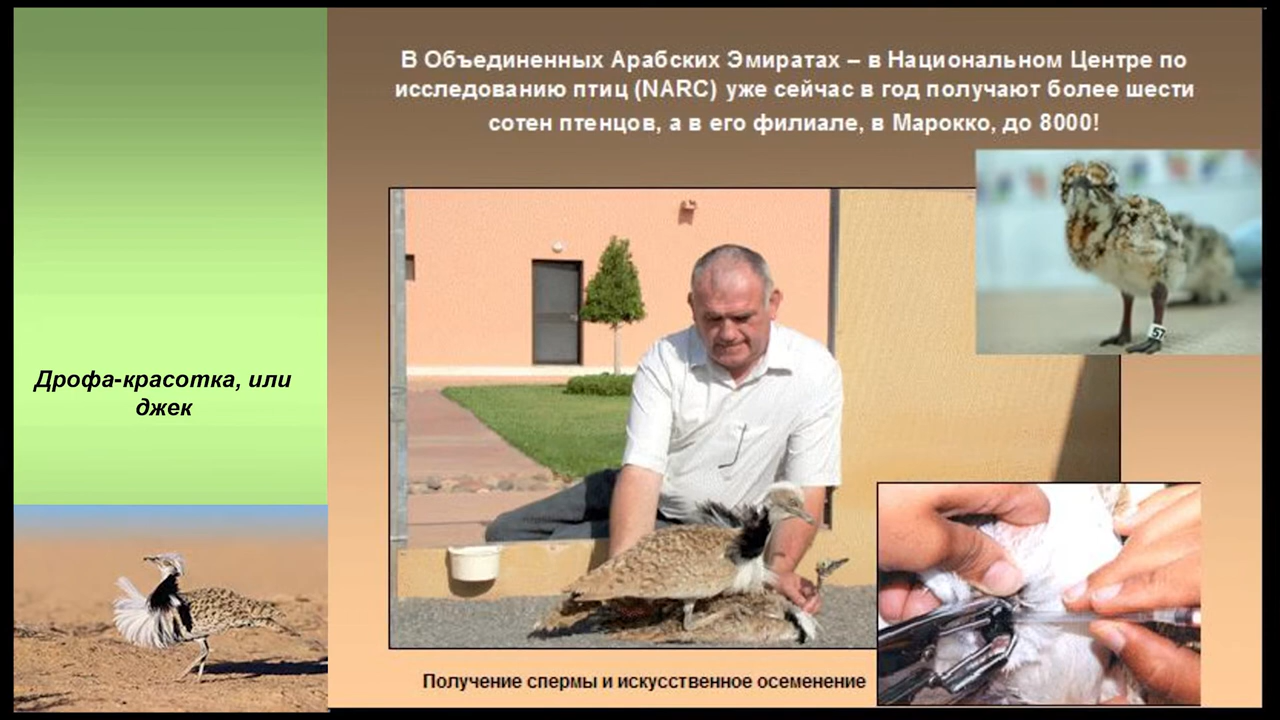 В Объединенных Арабских Эмиратах – в Национальном Центре по
исследованию птиц (NARC) уже сейчас в год получают более шести
сотен птенцов, а в его филиале, в Марокко, до 8000!
57
Дрофа-красотка, или
джек
Получение спермы и искусственное осеменение